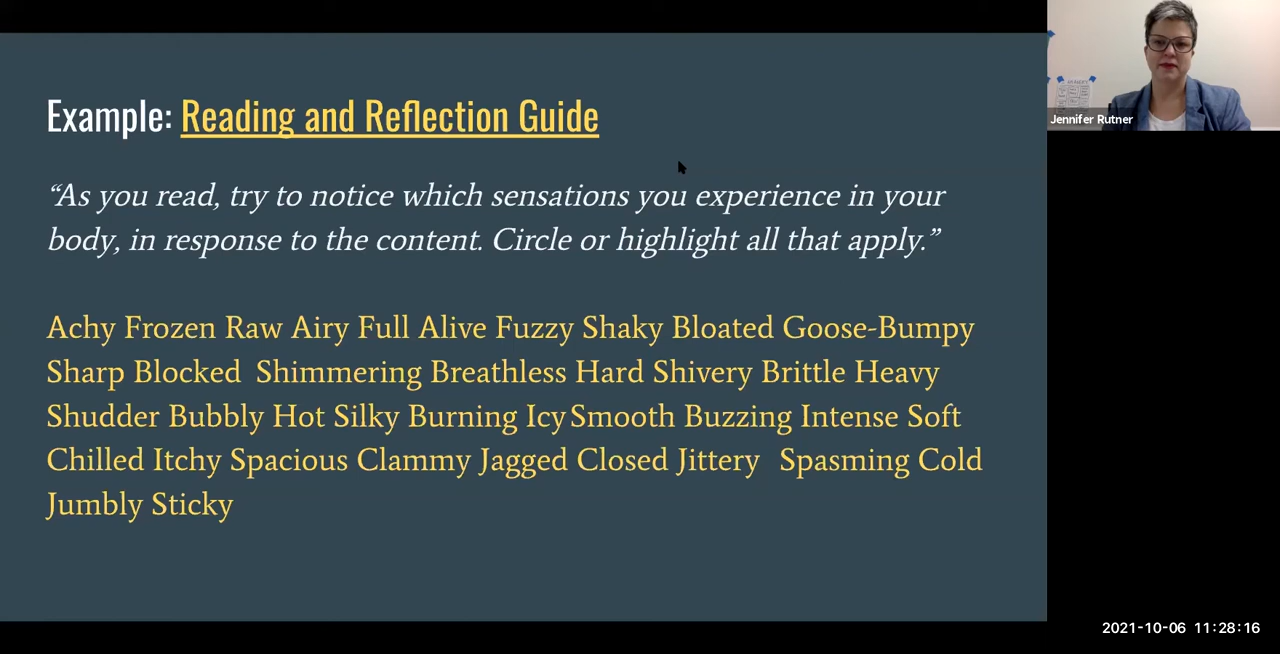 Example: Reading and Reflection Guide
“As you read, try to notice which sensations you experience in your
body, in response to the content. Circle or highlight all that apply.”
Achy Frozen Raw Airy Full Alive Fuzzy Shaky Bloated Goose-Bumpy
Sharp Blocked Shimmering Breathless Hard Shivery Brittle Heavy
Shudder Bubbly Hot Silky Burning Icy Smooth Buzzing Intense Soft
Chilled Itchy Spacious Clammy Jagged Closed Jittery Spasming Cold
Jumbly Sticky
Jennifer Rutner
2021-10-06 11:28:16